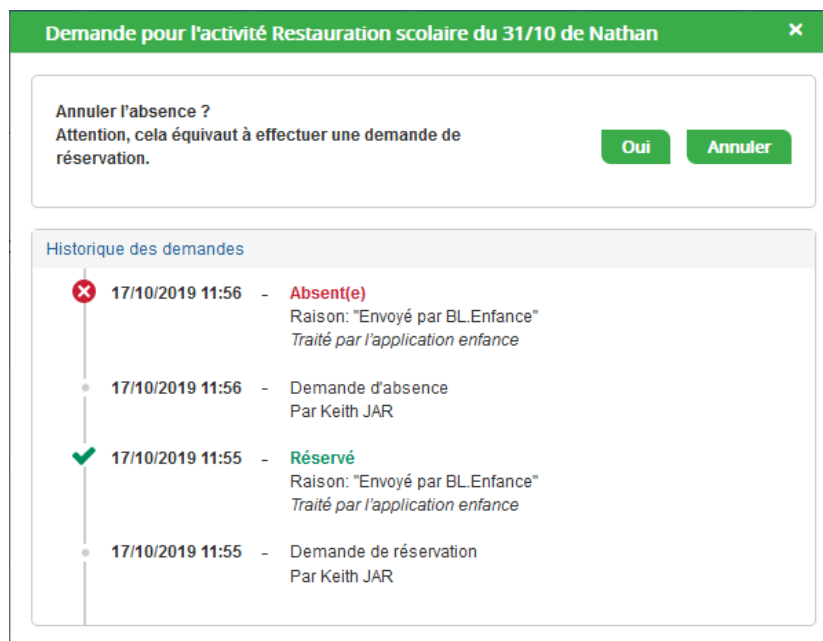 Demande pour l'activité Restauration scolaire du 31/10 de Nathan ×
Annuler l'absence ?
Attention, cela équivaut à effectuer une demande de
réservation.
Oui Annuler
Historique des demandes
17/10/2019 11:56 - Absent(e)
Raison: "Envoyé par BL.Enfance"
Traité par l'application enfance
17/10/2019 11:56 - Demande d'absence
Par Keith JAR
17/10/2019 11:55 - Réservé
Raison: "Envoyé par BL.Enfance"
Traité par l'application enfance
17/10/2019 11:55 - Demande de réservation
Par Keith JAR